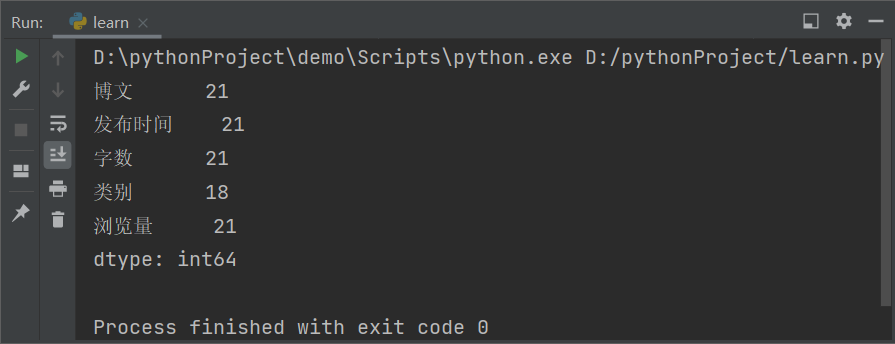 Run: learn
D:\pythonProject\demo\Scripts\python.exe D:/pythonProject/learn.py
博文 21
发布时间 21
字数 21
类别 18
浏览量 21
dtype: int64
Process finished with exit code 0